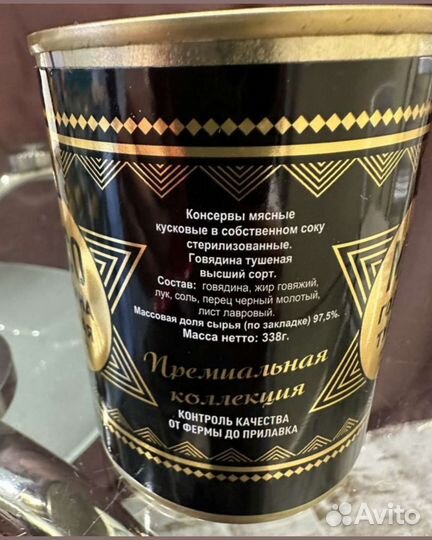 Консервы мясные
кусковые в собственном соку
стерилизованные.
Говядина тушеная
высший сорт.
Состав: говядина, жир говяжий,
лук, соль, перец черный молотый,
лист лавровый.
Массовая доля сырья (по закладке) 97,5%.
Масса нетто: 338г.
Премиальная
коллекция
КОНТРОЛЬ КАЧЕСТВА
ОТ ФЕРМЫ ДО ПРИЛАВКА
Avito